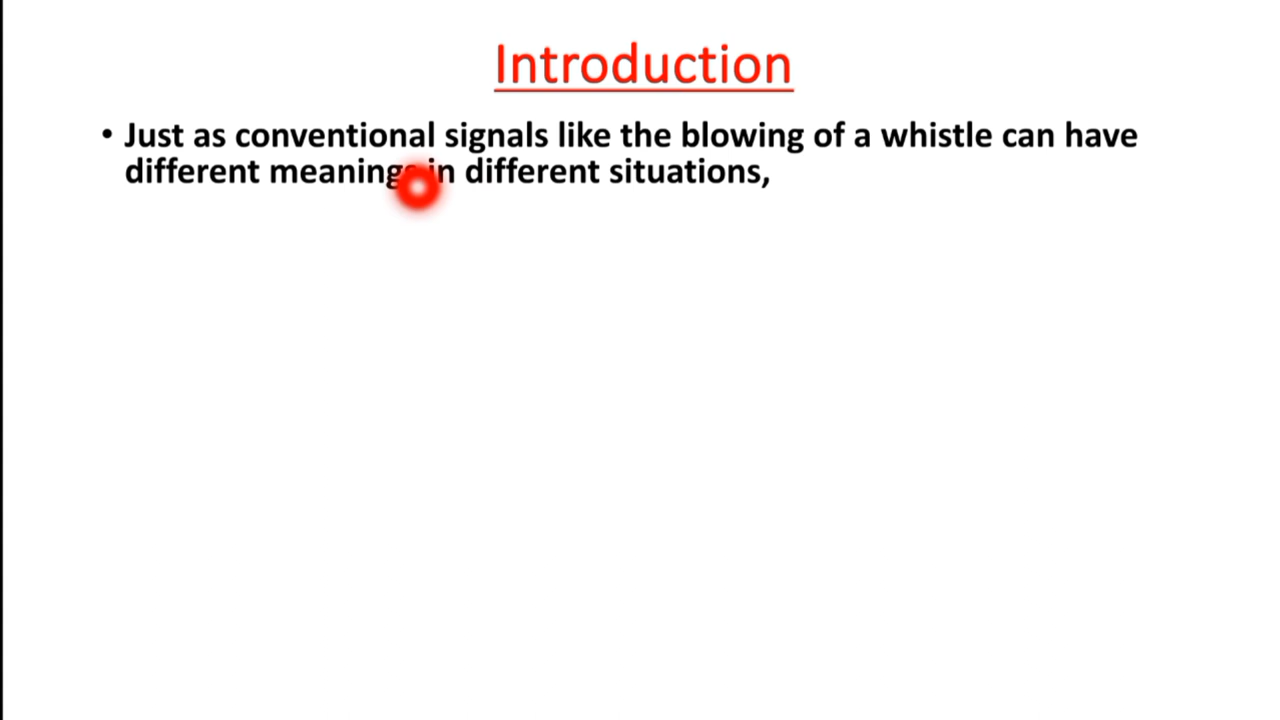 Introduction
• Just as conventional signals like the blowing of a whistle can have
different meanings in different situations,